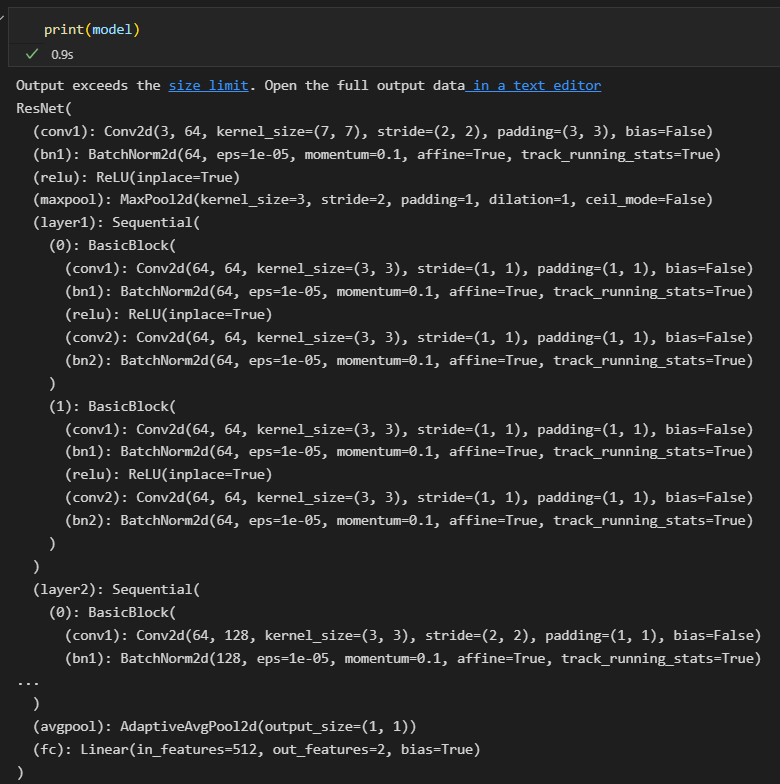 print(model)
0.9s
Output exceeds the size limit. Open the full output data in a text editor
ResNet(
  (conv1): Conv2d(3, 64, kernel_size=(7, 7), stride=(2, 2), padding=(3, 3), bias=False)
  (bn1): BatchNorm2d(64, eps=1e-05, momentum=0.1, affine=True, track_running_stats=True)
  (relu): ReLU(inplace=True)
  (maxpool): MaxPool2d(kernel_size=3, stride=2, padding=1, dilation=1, ceil_mode=False)
  (layer1): Sequential(
    (0): BasicBlock(
      (conv1): Conv2d(64, 64, kernel_size=(3, 3), stride=(1, 1), padding=(1, 1), bias=False)
      (bn1): BatchNorm2d(64, eps=1e-05, momentum=0.1, affine=True, track_running_stats=True)
      (relu): ReLU(inplace=True)
      (conv2): Conv2d(64, 64, kernel_size=(3, 3), stride=(1, 1), padding=(1, 1), bias=False)
      (bn2): BatchNorm2d(64, eps=1e-05, momentum=0.1, affine=True, track_running_stats=True)
    )
    (1): BasicBlock(
      (conv1): Conv2d(64, 64, kernel_size=(3, 3), stride=(1, 1), padding=(1, 1), bias=False)
      (bn1): BatchNorm2d(64, eps=1e-05, momentum=0.1, affine=True, track_running_stats=True)
      (relu): ReLU(inplace=True)
      (conv2): Conv2d(64, 64, kernel_size=(3, 3), stride=(1, 1), padding=(1, 1), bias=False)
      (bn2): BatchNorm2d(64, eps=1e-05, momentum=0.1, affine=True, track_running_stats=True)
    )
  )
  (layer2): Sequential(
    (0): BasicBlock(
      (conv1): Conv2d(64, 128, kernel_size=(3, 3), stride=(2, 2), padding=(1, 1), bias=False)
      (bn1): BatchNorm2d(128, eps=1e-05, momentum=0.1, affine=True, track_running_stats=True)
...
  )
  (avgpool): AdaptiveAvgPool2d(output_size=(1, 1))
  (fc): Linear(in_features=512, out_features=2, bias=True)
)